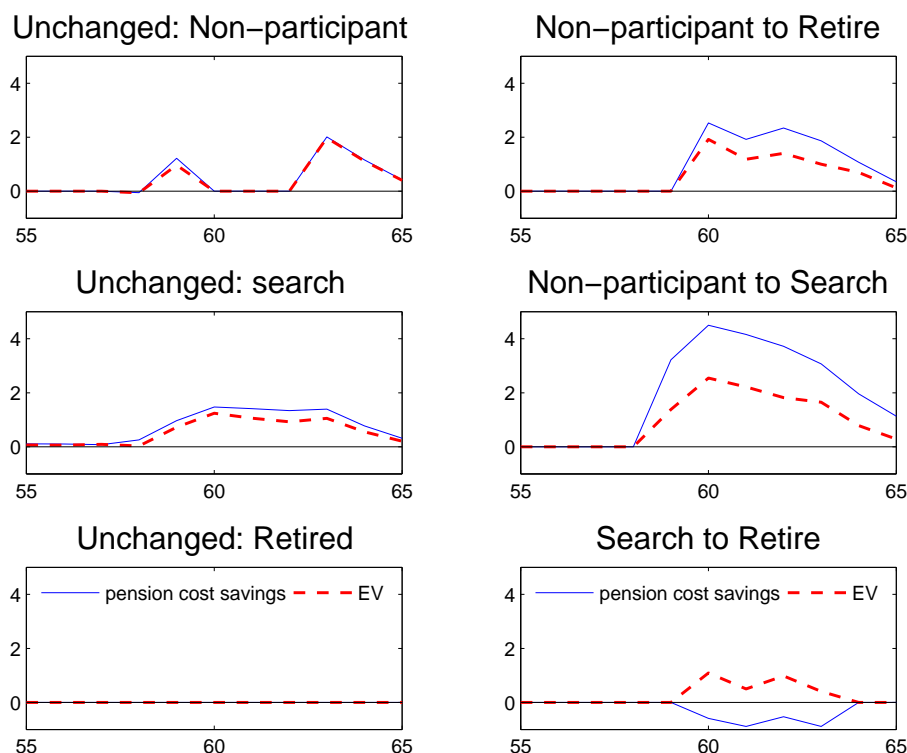 Unchanged: Non−participant
4
2
0
55 60 65
Non−participant to Retire
4
2
0
55 60 65
Unchanged: search
4
2
0
55 60 65
Non−participant to Search
4
2
0
55 60 65
Unchanged: Retired
pension cost savings EV
4
2
0
55 60 65
Search to Retire
pension cost savings EV
4
2
0
55 60 65